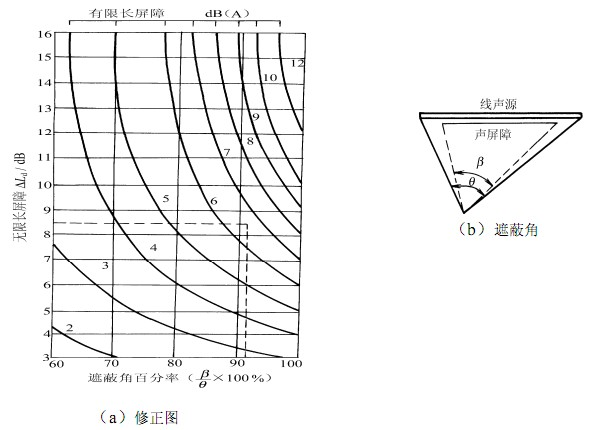 有限长屏障 dB(A)
16
15
14
13
12
11
10
9
8
7
6
5
4
3
无限长屏障 ΔLd / dB
12
10
9
8
7
6
5
4
3
2
60 70 80 90 100
遮蔽角百分率 (β/θ×100%)
(a) 修正图
线声源
声屏障
β
θ
(b) 遮蔽角